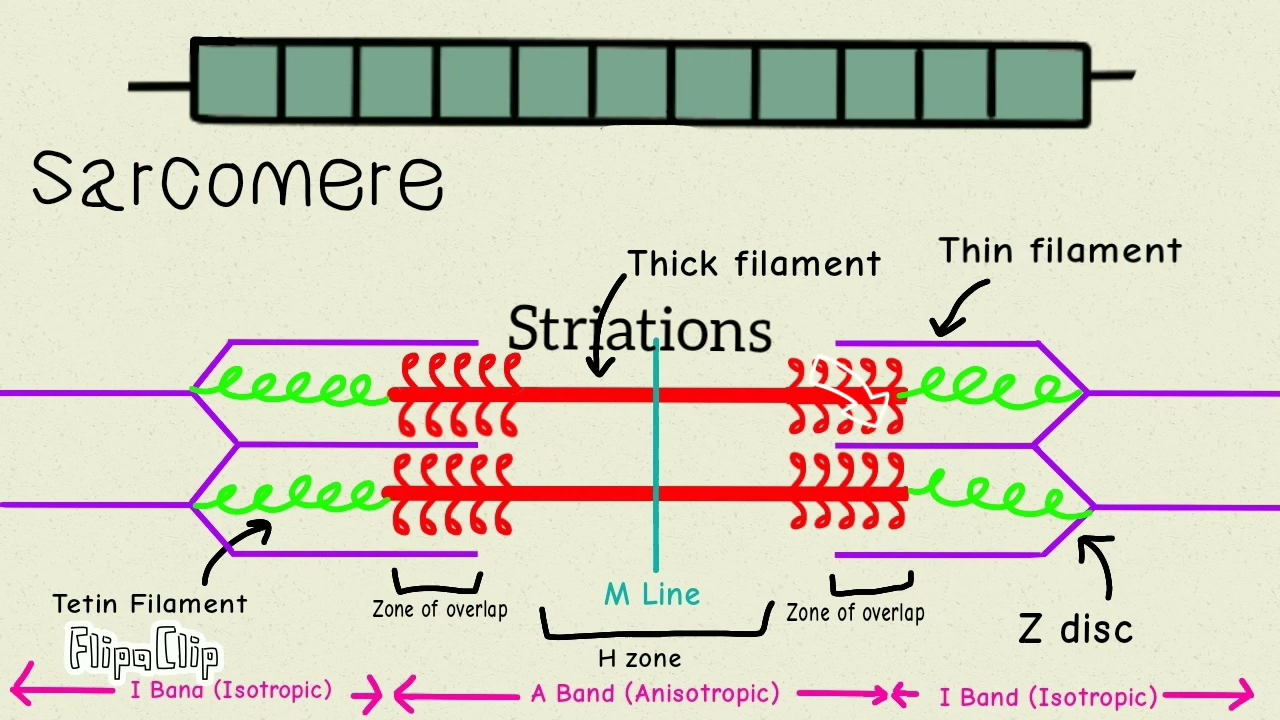 Sarcomere
Thick filament
Thin filament
Striations
Tetin Filament
Zone of overlap
M Line
Zone of overlap
Z disc
H zone
FlipaClip
I Band (Isotropic)
A Band (Anisotropic)
I Band (Isotropic)